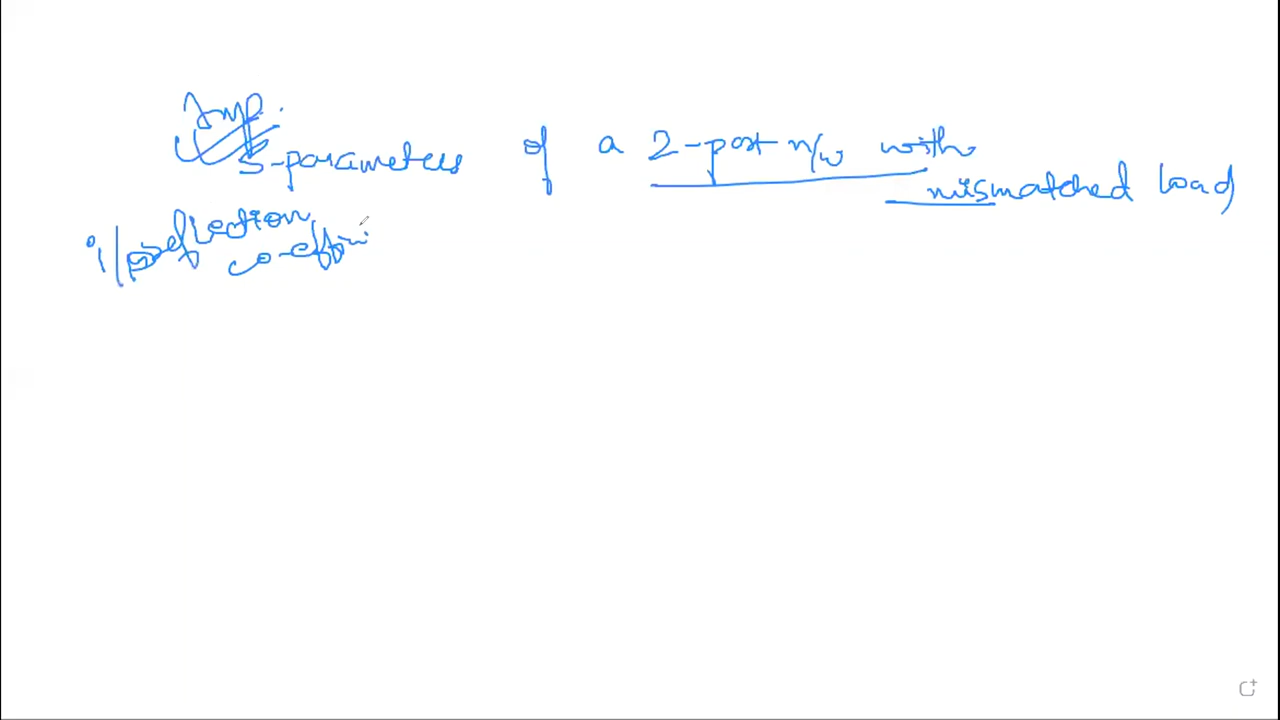 Imp.
S-parameters of a 2-port n/w with
mismatched load
i/p reflection
co-effi